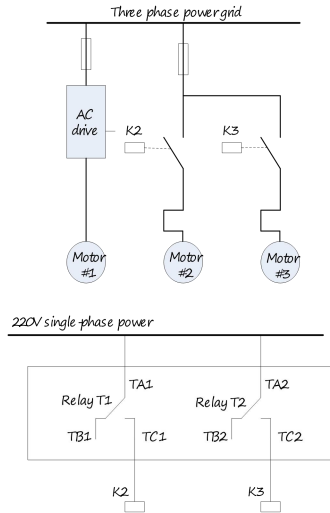 Three phase power grid
AC
drive
K2
K3
Motor
#1
Motor
#2
Motor
#3
220V single-phase power
TA1
TA2
Relay T1
Relay T2
TB1
TC1
TB2
TC2
K2
K3